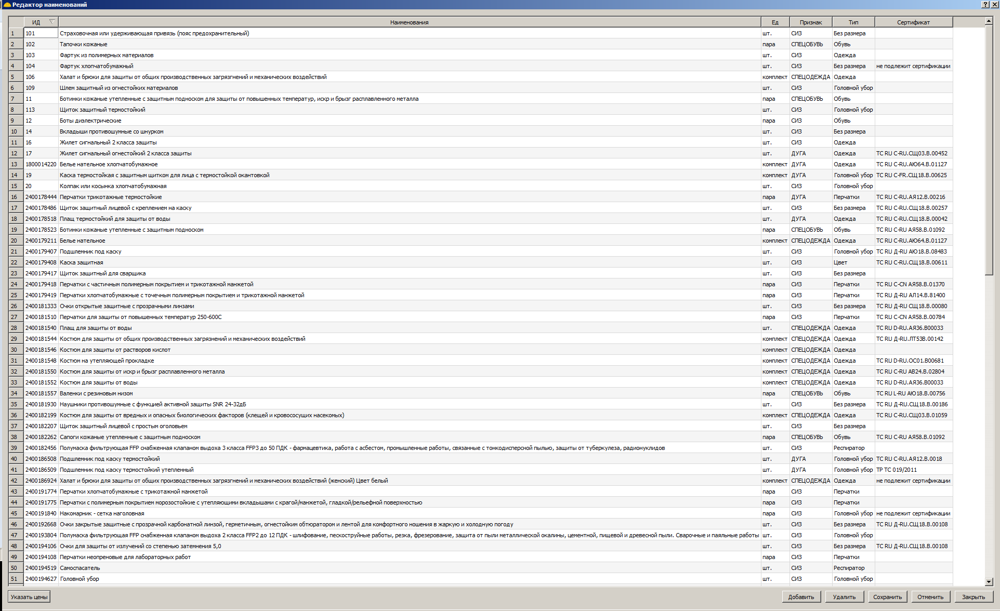 Редактор наименований
ИД Наименования Ед Признак Тип Сертификат
1 101 Страховочная или удерживающая привязь (пояс предохранительный) шт. СИЗ Без размера
2 102 Тапочки кожаные пара СПЕЦОБУВЬ Обувь
3 103 Фартук из полимерных материалов шт. СИЗ Одежда
4 104 Фартук хлопчатобумажный шт. СИЗ Без размера не подлежит сертификации
5 106 Халат и брюки для защиты от общих производственных загрязгнений и механических воздействий комплект СПЕЦОДЕЖДА Одежда
6 109 Шлем защитный из огнестойких материалов шт. СИЗ Головной убор
7 11 Ботинки кожаные утепленные с защитным подноском для защиты от повышенных температур, искр и брызг расплавленного металла пара СПЕЦОБУВЬ Обувь
8 113 Щиток защитный термостойкий шт. СИЗ Головной убор
9 12 Боты диэлектрические пара СИЗ Обувь
10 14 Вкладыши противошумные со шнурком шт. СИЗ Без размера
11 16 Жилет сигнальный 2 класса защиты шт. СИЗ Одежда
12 17 Жилет сигнальный огнестойкий 2 класса защиты шт. ДУГА Одежда ТС RU С-RU.СЩ03.В.00452
13 1800014220 Белье нательное хлопчатобумажное комплект ДУГА Одежда ТС RU С-RU.АЮ64.В.01127
14 19 Каска термостойкая с защитным щитком для лица с термостойкой окантовкой комплект ДУГА Головной убор ТС RU С-FR.СЩ18.В.00625
15 20 Колпак или косынка хлопчатобумажная шт. СИЗ Головной убор
16 2400178444 Перчатки трикотажные термостойкие пара ДУГА Перчатки ТС RU С-RU.АЯ12.В.00216
17 2400178486 Щиток защитный лицевой с креплением на каску шт. СИЗ Без размера ТС RU С-RU.СЩ18.В.00257
18 2400178518 Плащ термостойкий для защиты от воды шт. ДУГА Одежда ТС RU С-RU.СЩ18.В.00042
19 2400178523 Ботинки кожаные утепленные с защитным подноском пара СПЕЦОБУВЬ Обувь ТС RU С-RU АЯ58.В.01092
20 2400179211 Белье нательное комплект СПЕЦОДЕЖДА Одежда ТС RU С-RU.АЮ64.В.01127
21 2400179407 Подшлемник под каску шт. СИЗ Головной убор ТС RU Д-RU АЮ18.В.08483
22 2400179408 Каска защитная шт. СИЗ Цвет ТС RU С-RU.СЩ18.В.00611
23 2400179417 Щиток защитный для сварщика шт. СИЗ Без размера
24 2400179418 Перчатки с частичным полимерным покрытием и трикотажной манжетой пара СИЗ Перчатки ТС RU С-CN АЯ58.В.01370
25 2400179419 Перчатки хлопчатобумажные с точечным полимерным покрытием и трикотажной манжетой пара СИЗ Перчатки ТС RU Д-RU АЛ14.В.81400
26 2400181333 Очки открытые защитные с прозрачными линзами шт. СИЗ Без размера ТС RU Д-RU СЩ18.В.00080
27 2400181510 Перчатки для защиты от повышенных температур 250-600С пара СИЗ Перчатки ТС RU С-CN АЯ58.В.00784
28 2400181540 Плащ для защиты от воды шт. СПЕЦОДЕЖДА Одежда ТС RU D-RU.АЯ36.В00033
29 2400181544 Костюм для защиты от общих производственных загрязнений и механических воздействий комплект СПЕЦОДЕЖДА Одежда ТС RU Д-RU.ЛТ53В.00142
30 2400181546 Костюм для защиты от растворов кислот комплект СПЕЦОДЕЖДА Одежда
31 2400181548 Костюм на утепляющей прокладке комплект СПЕЦОДЕЖДА Одежда ТС RU D-RU.ОС01.В00681
32 2400181550 Костюм для защиты от искр и брызг расплавленного металла комплект СПЕЦОДЕЖДА Одежда ТС RU С-RU АВ24.В.02804
33 2400181552 Костюм для защиты от воды комплект СПЕЦОДЕЖДА Одежда ТС RU D-RU.АЯ36.В00033
34 2400181557 Валенки с резиновым низом пара СПЕЦОБУВЬ Обувь ТС RU L-RU АЮ18.В.00756
35 2400181930 Наушники противошумные с функцией активной защиты SNR 24-32дБ шт. СИЗ Без размера ТС RU Д-RU.СЩ18.В.00186
36 2400182199 Костюм для защиты от вредных и опасных биологических факторов (клещей и кровососущих насекомых) комплект СПЕЦОДЕЖДА Одежда ТС RU С-RU.СЩ03.В.01059
37 2400182207 Щиток защитный лицевой с простым оголовьем шт. СИЗ Без размера
38 2400182262 Сапоги кожаные утепленные с защитным подноском пара СПЕЦОБУВЬ Обувь ТС RU С-RU АЯ58.В.01092
39 2400182456 Полумаска фильтрующая FFP снабженная клапаном выдоха 3 класса FFP3 до 50 ПДК - фармацевтика, работа с асбестом, промышленные работы, связанные с тонкодисперсной пылью, защиты от туберкулеза, радионуклидов шт. СИЗ Респиратор
40 2400186508 Подшлемник под каску термостойкий шт. ДУГА Головной убор ТС RU С-RU.АЯ12.В.0018
41 2400186509 Подшлемник под каску термостойкий утепленный шт. ДУГА Головной убор ТР ТС 019/2011
42 2400186924 Халат и брюки для защиты от общих производственных загрязгнений и механических воздействий (женский) Цвет белый комплект СПЕЦОДЕЖДА Одежда не подлежит сертификации
43 2400191774 Перчатки хлопчатобумажные с трикотажной манжетой пара СИЗ Перчатки
44 2400191775 Перчатки с полимерным покрытием морозостойкие с утепляющими вкладышами с крагой/манжетой, гладкой/рельефной поверхностью пара СИЗ Перчатки
45 2400191840 Накомарник - сетка наголовная пара СИЗ Головной убор не подлежит сертификации
46 2400192668 Очки закрытые защитные с прозрачной карбонатной линзой, герметичным, огнестойким обтюратором и лентой для комфортного ношения в жаркую и холодную погоду шт. СИЗ Без размера ТС RU Д-RU.СЩ18.В.00108
47 2400193804 Полумаска фильтрующая FFP снабженная клапаном выдоха 2 класса FFP2 до 12 ПДК - шлифование, пескоструйные работы, резка, фрезерование, защита от пыли металлической окалины, цементной, пищевой и древесной пыли. Сварочные и паяльные работы шт. СИЗ Головной убор
48 2400194106 Очки для защиты от излучений со степенью затемнения 5,0 шт. СИЗ Без размера ТС RU Д-RU.СЩ18.В.00108
49 2400194108 Перчатки неопреновые для лабораторных работ пара СИЗ Перчатки
50 2400194519 Самоспасатель шт. СИЗ Респиратор
51 2400194627 Головной убор шт. СИЗ Головной убор
Указать цены Добавить Удалить Сохранить Отменить Закрыть